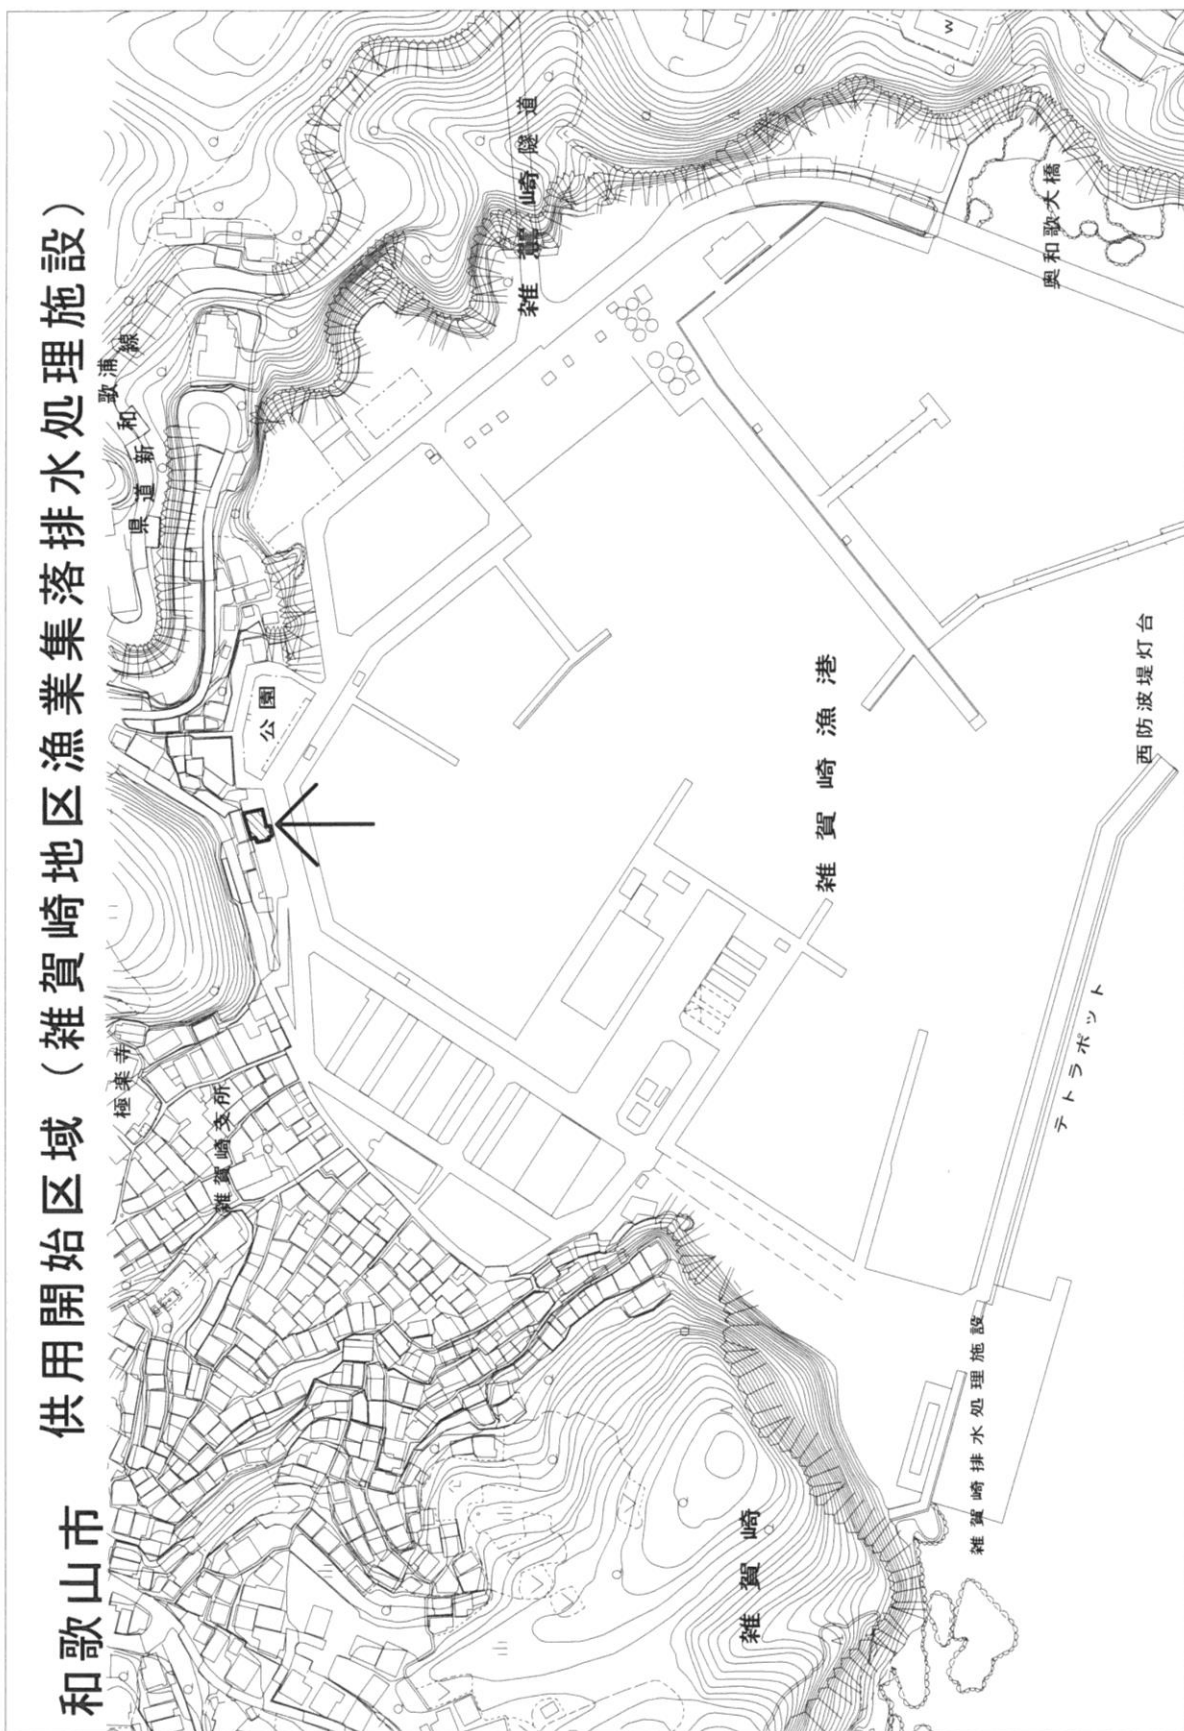 和歌山市　供用開始区域（雑賀崎地区漁業集落排水処理施設）
県道新和歌浦線
雑賀崎隧道
奥和歌大橋
W
公園
極楽寺
雑賀崎支所
雑賀崎漁港
西防波堤灯台
テトラポット
雑賀崎
雑賀崎排水処理施設